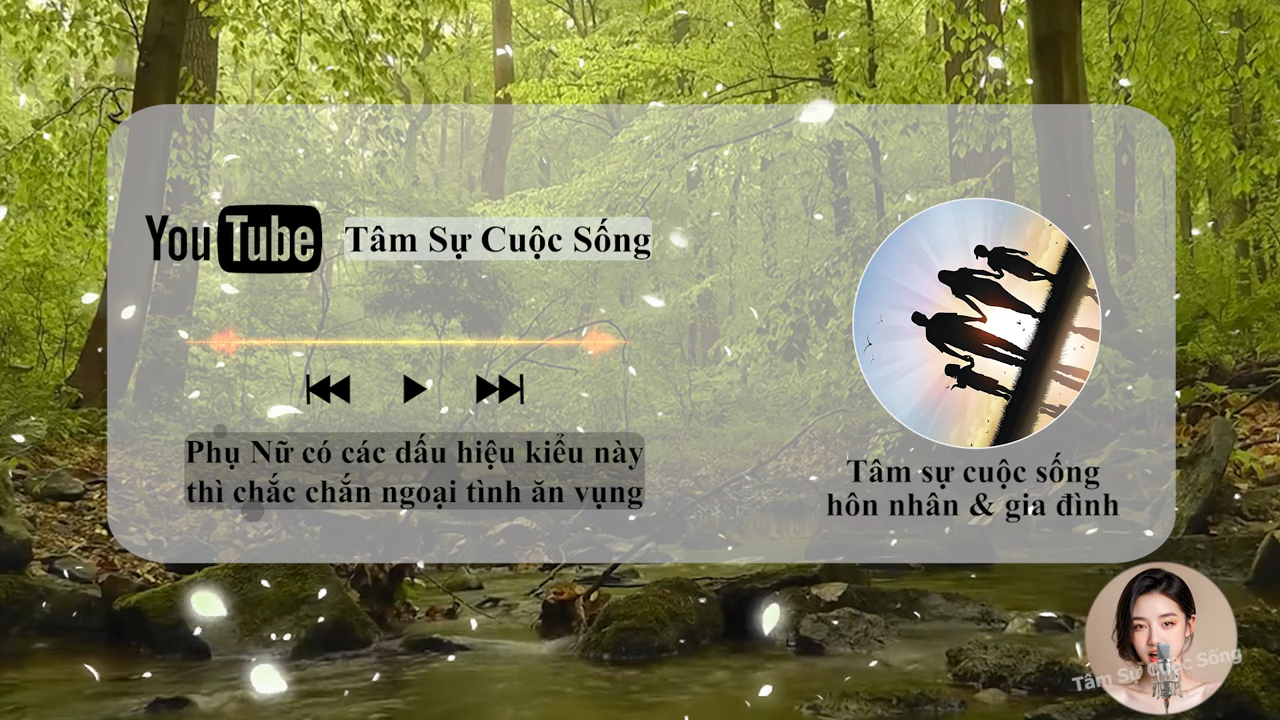 YouTube Tâm Sự Cuộc Sống
Phụ Nữ có các dấu hiệu kiểu này
thì chắc chắn ngoại tình ăn vụng
Tâm sự cuộc sống
hôn nhân & gia đình
Tâm Sự Cuộc Sống